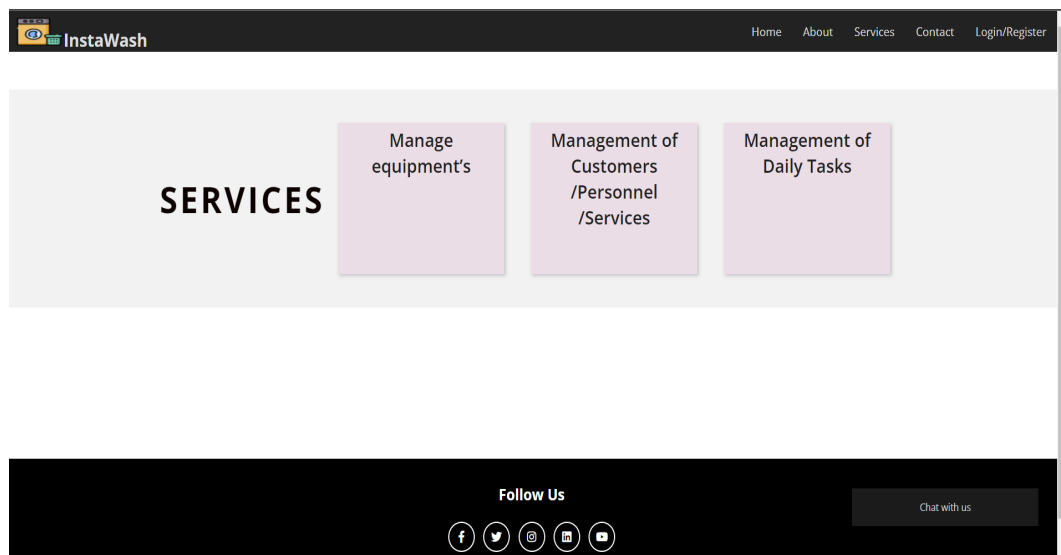 InstaWash
Home About Services Contact Login/Register
SERVICES
Manage
equipment’s
Management of
Customers
/Personnel
/Services
Management of
Daily Tasks
Follow Us
Chat with us